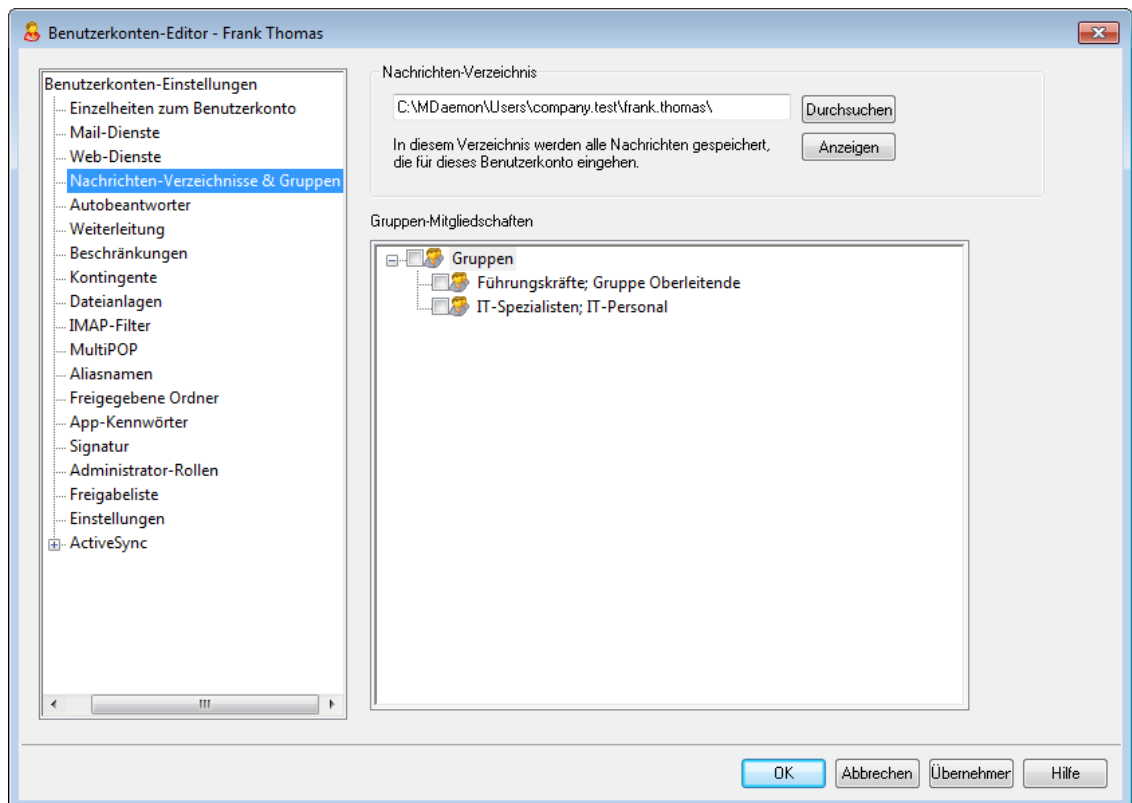 Benutzerkonten-Editor - Frank Thomas
Benutzerkonten-Einstellungen
Einzelheiten zum Benutzerkonto
Mail-Dienste
Web-Dienste
Nachrichten-Verzeichnisse & Gruppen
Autobeantworter
Weiterleitung
Beschränkungen
Kontingente
Dateianlagen
IMAP-Filter
MultiPOP
Aliasnamen
Freigegebene Ordner
App-Kennwörter
Signatur
Administrator-Rollen
Freigabeliste
Einstellungen
ActiveSync
Nachrichten-Verzeichnis
C:\MDaemon\Users\company.test\frank.thomas\
Durchsuchen
In diesem Verzeichnis werden alle Nachrichten gespeichert,
die für dieses Benutzerkonto eingehen.
Anzeigen
Gruppen-Mitgliedschaften
Gruppen
Führungskräfte; Gruppe Oberleitende
IT-Spezialisten; IT-Personal
OK
Abbrechen
Übernehmer
Hilfe